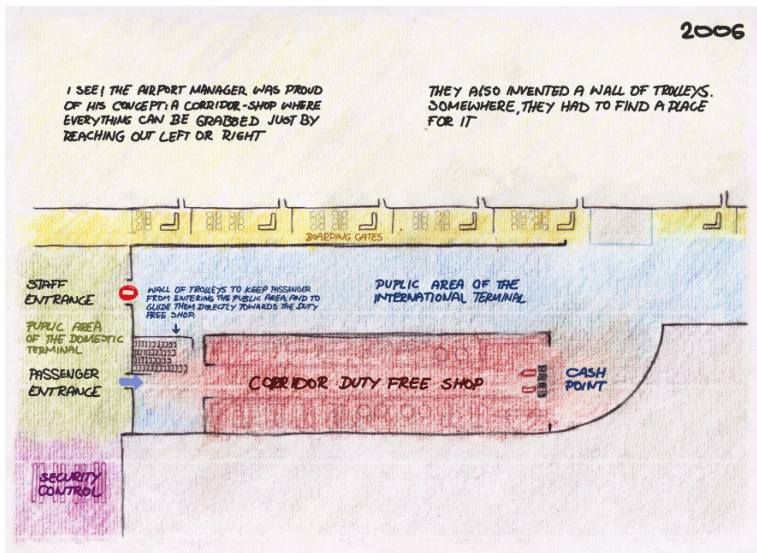 2006
I SEE! THE AIRPORT MANAGER WAS PROUD
OF HIS CONCEPT: A CORRIDOR-SHOP WHERE
EVERYTHING CAN BE GRABBED JUST BY
REACHING OUT LEFT OR RIGHT
THEY ALSO INVENTED A WALL OF TROLLEYS.
SOMEWHERE, THEY HAD TO FIND A PLACE
FOR IT
BOARDING GATES
STAFF
ENTRANCE
WALL OF TROLLEYS TO KEEP PASSENGER
FROM ENTERING THE PUBLIC AREA, AND TO
GUIDE THEM DIRECTLY TOWARDS THE DUTY
FREE SHOP.
PUPLIC AREA OF THE
INTERNATIONAL TERMINAL
PUPLIC AREA
OF THE DOMESTIC
TERMINAL
PASSENGER
ENTRANCE
CORRIDOR DUTY FREE SHOP
CASH
POINT
SECURITY
CONTROL